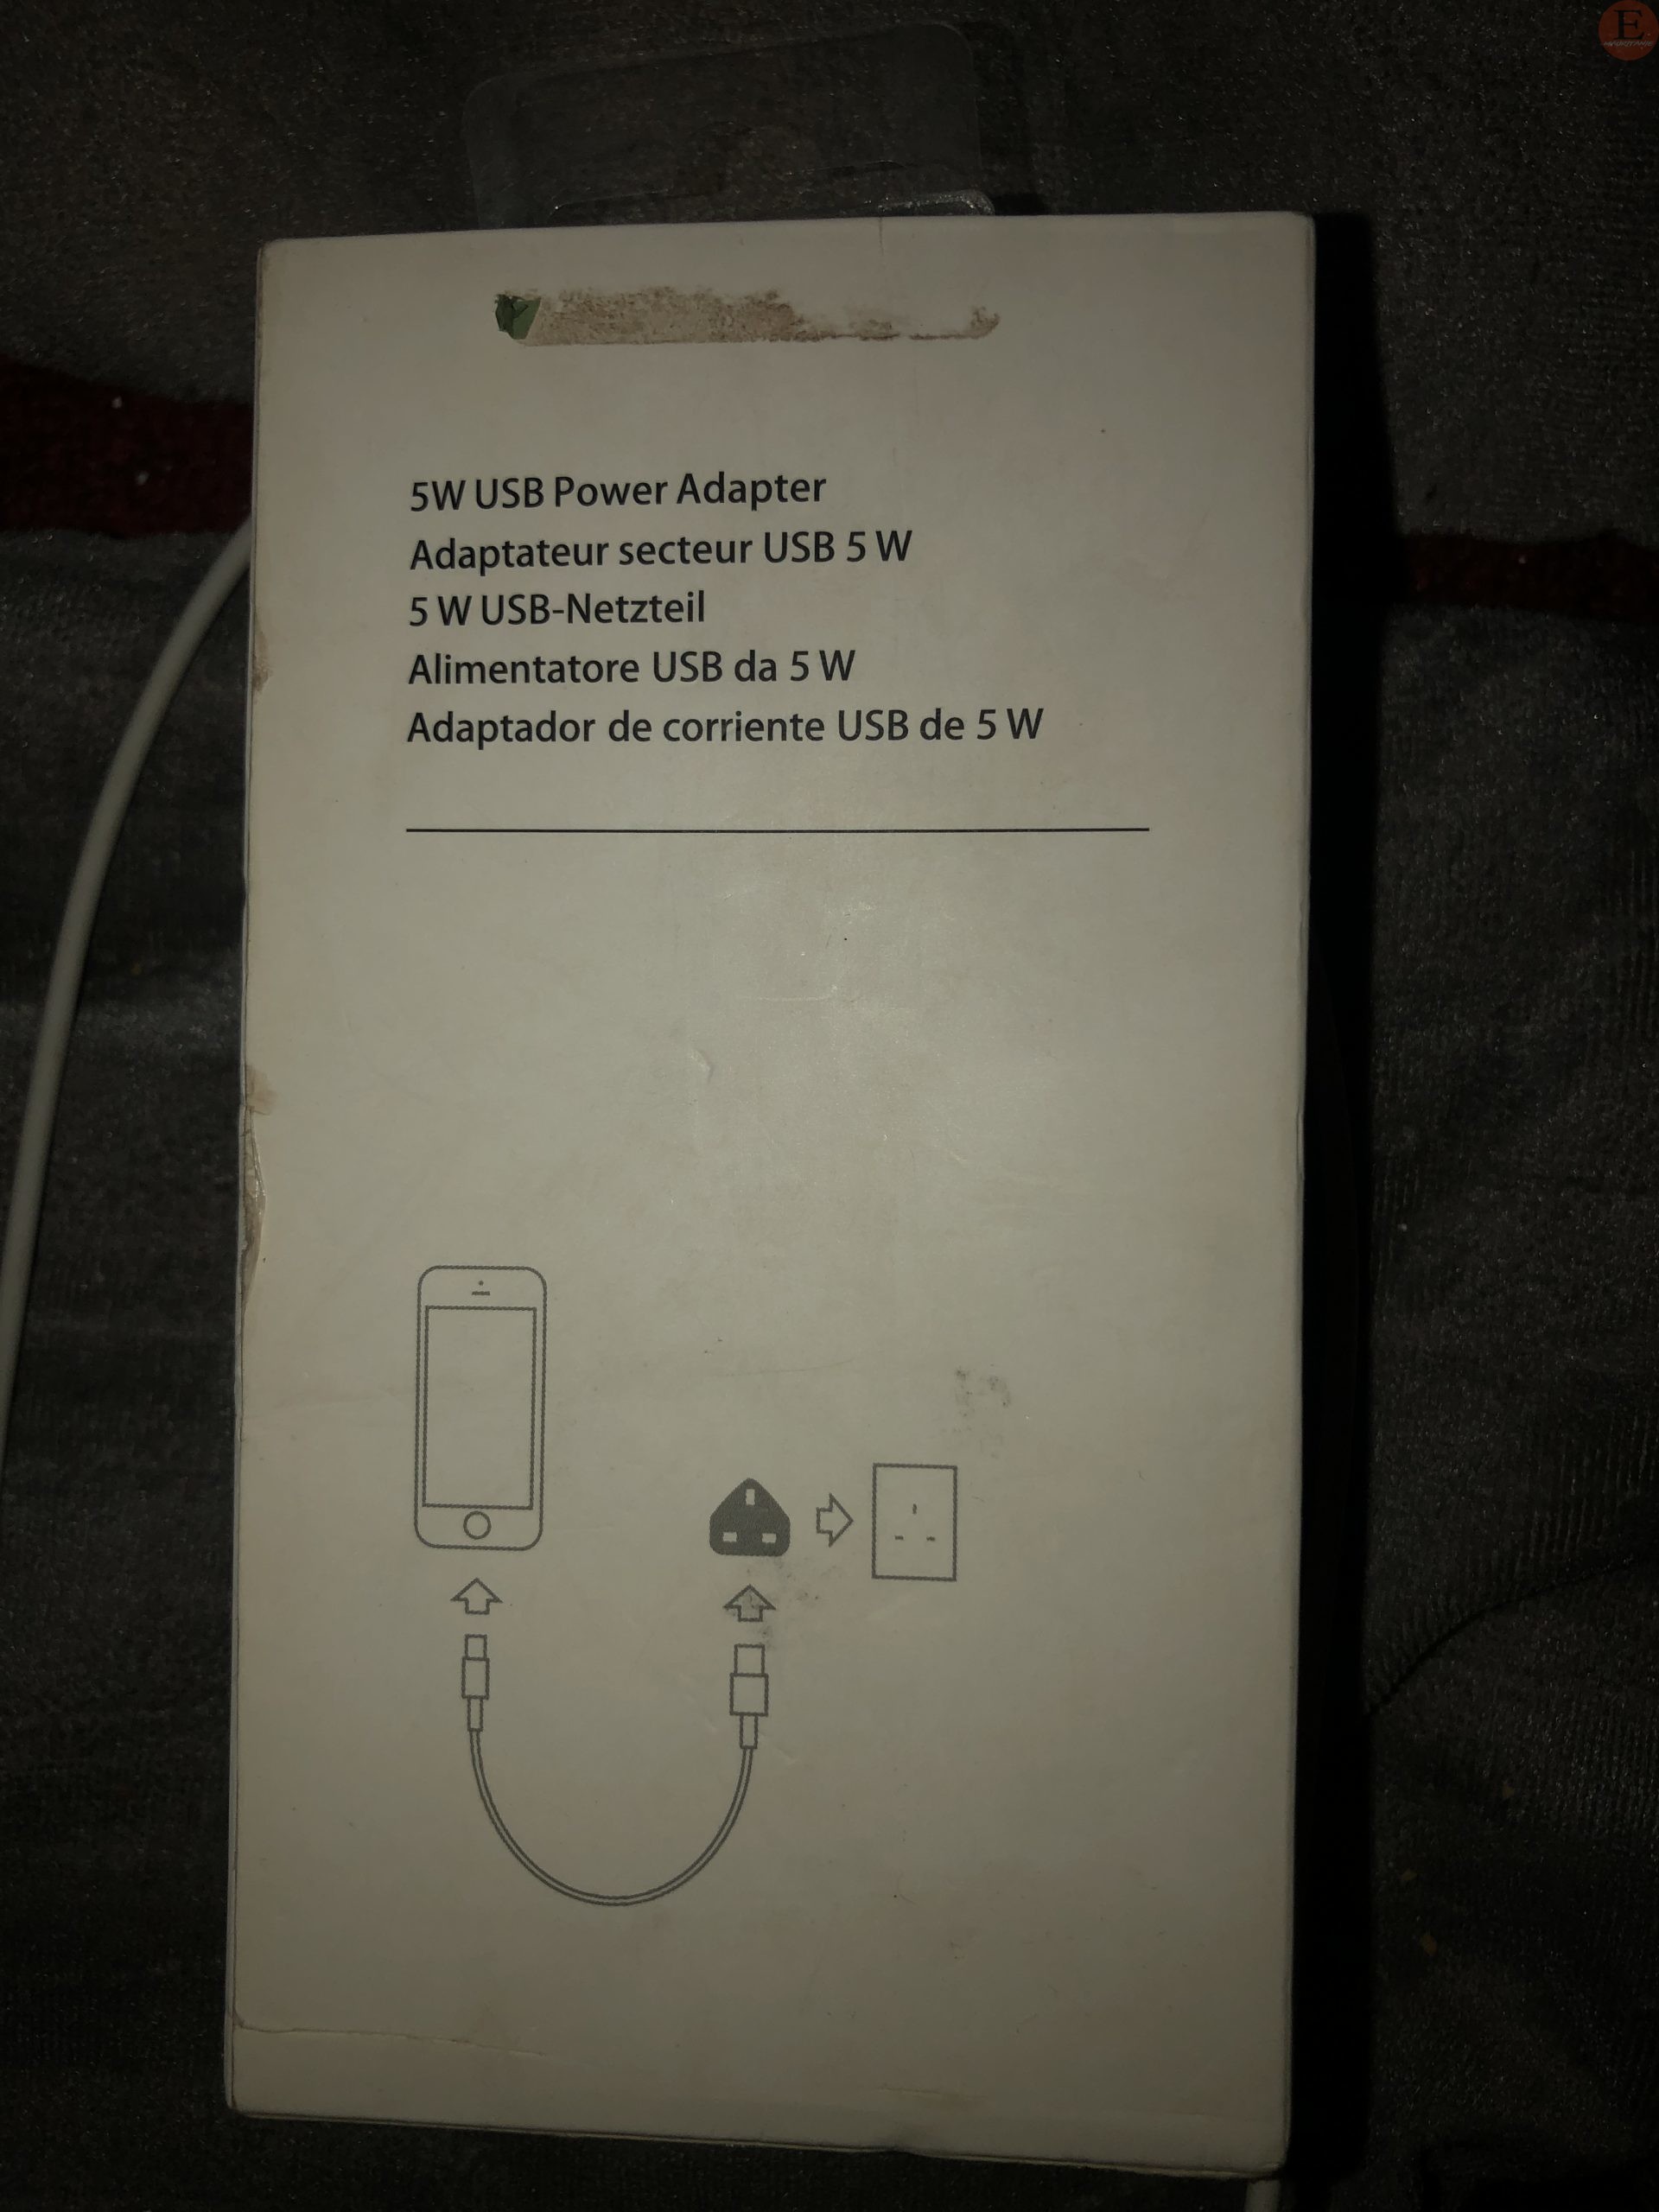 5W USB Power Adapter
Adaptateur secteur USB 5 W
5 W USB-Netzteil
Alimentatore USB da 5 W
Adaptador de corriente USB de 5 W
E